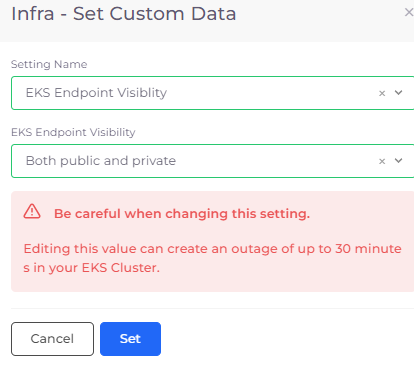 Infra - Set Custom Data
Setting Name
EKS Endpoint Visiblity
EKS Endpoint Visibility
Both public and private
Be careful when changing this setting.
Editing this value can create an outage of up to 30 minute
s in your EKS Cluster.
Cancel
Set